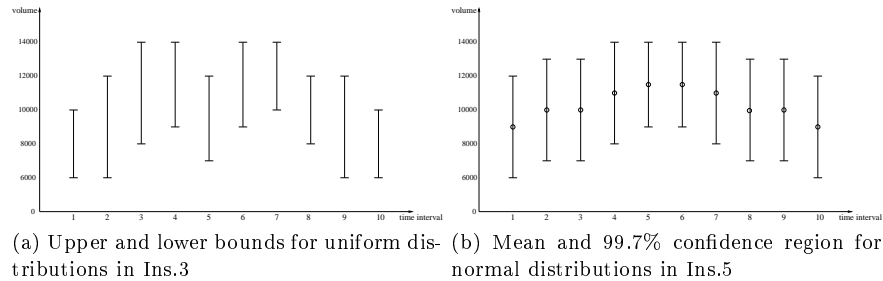 volume
14000
12000
10000
8000
6000
0
1 2 3 4 5 6 7 8 9 10 time interval
(a) Upper and lower bounds for uniform dis-
tributions in Ins.3
volume
14000
12000
10000
8000
6000
0
1 2 3 4 5 6 7 8 9 10 time interval
(b) Mean and 99.7% confidence region for
normal distributions in Ins.5